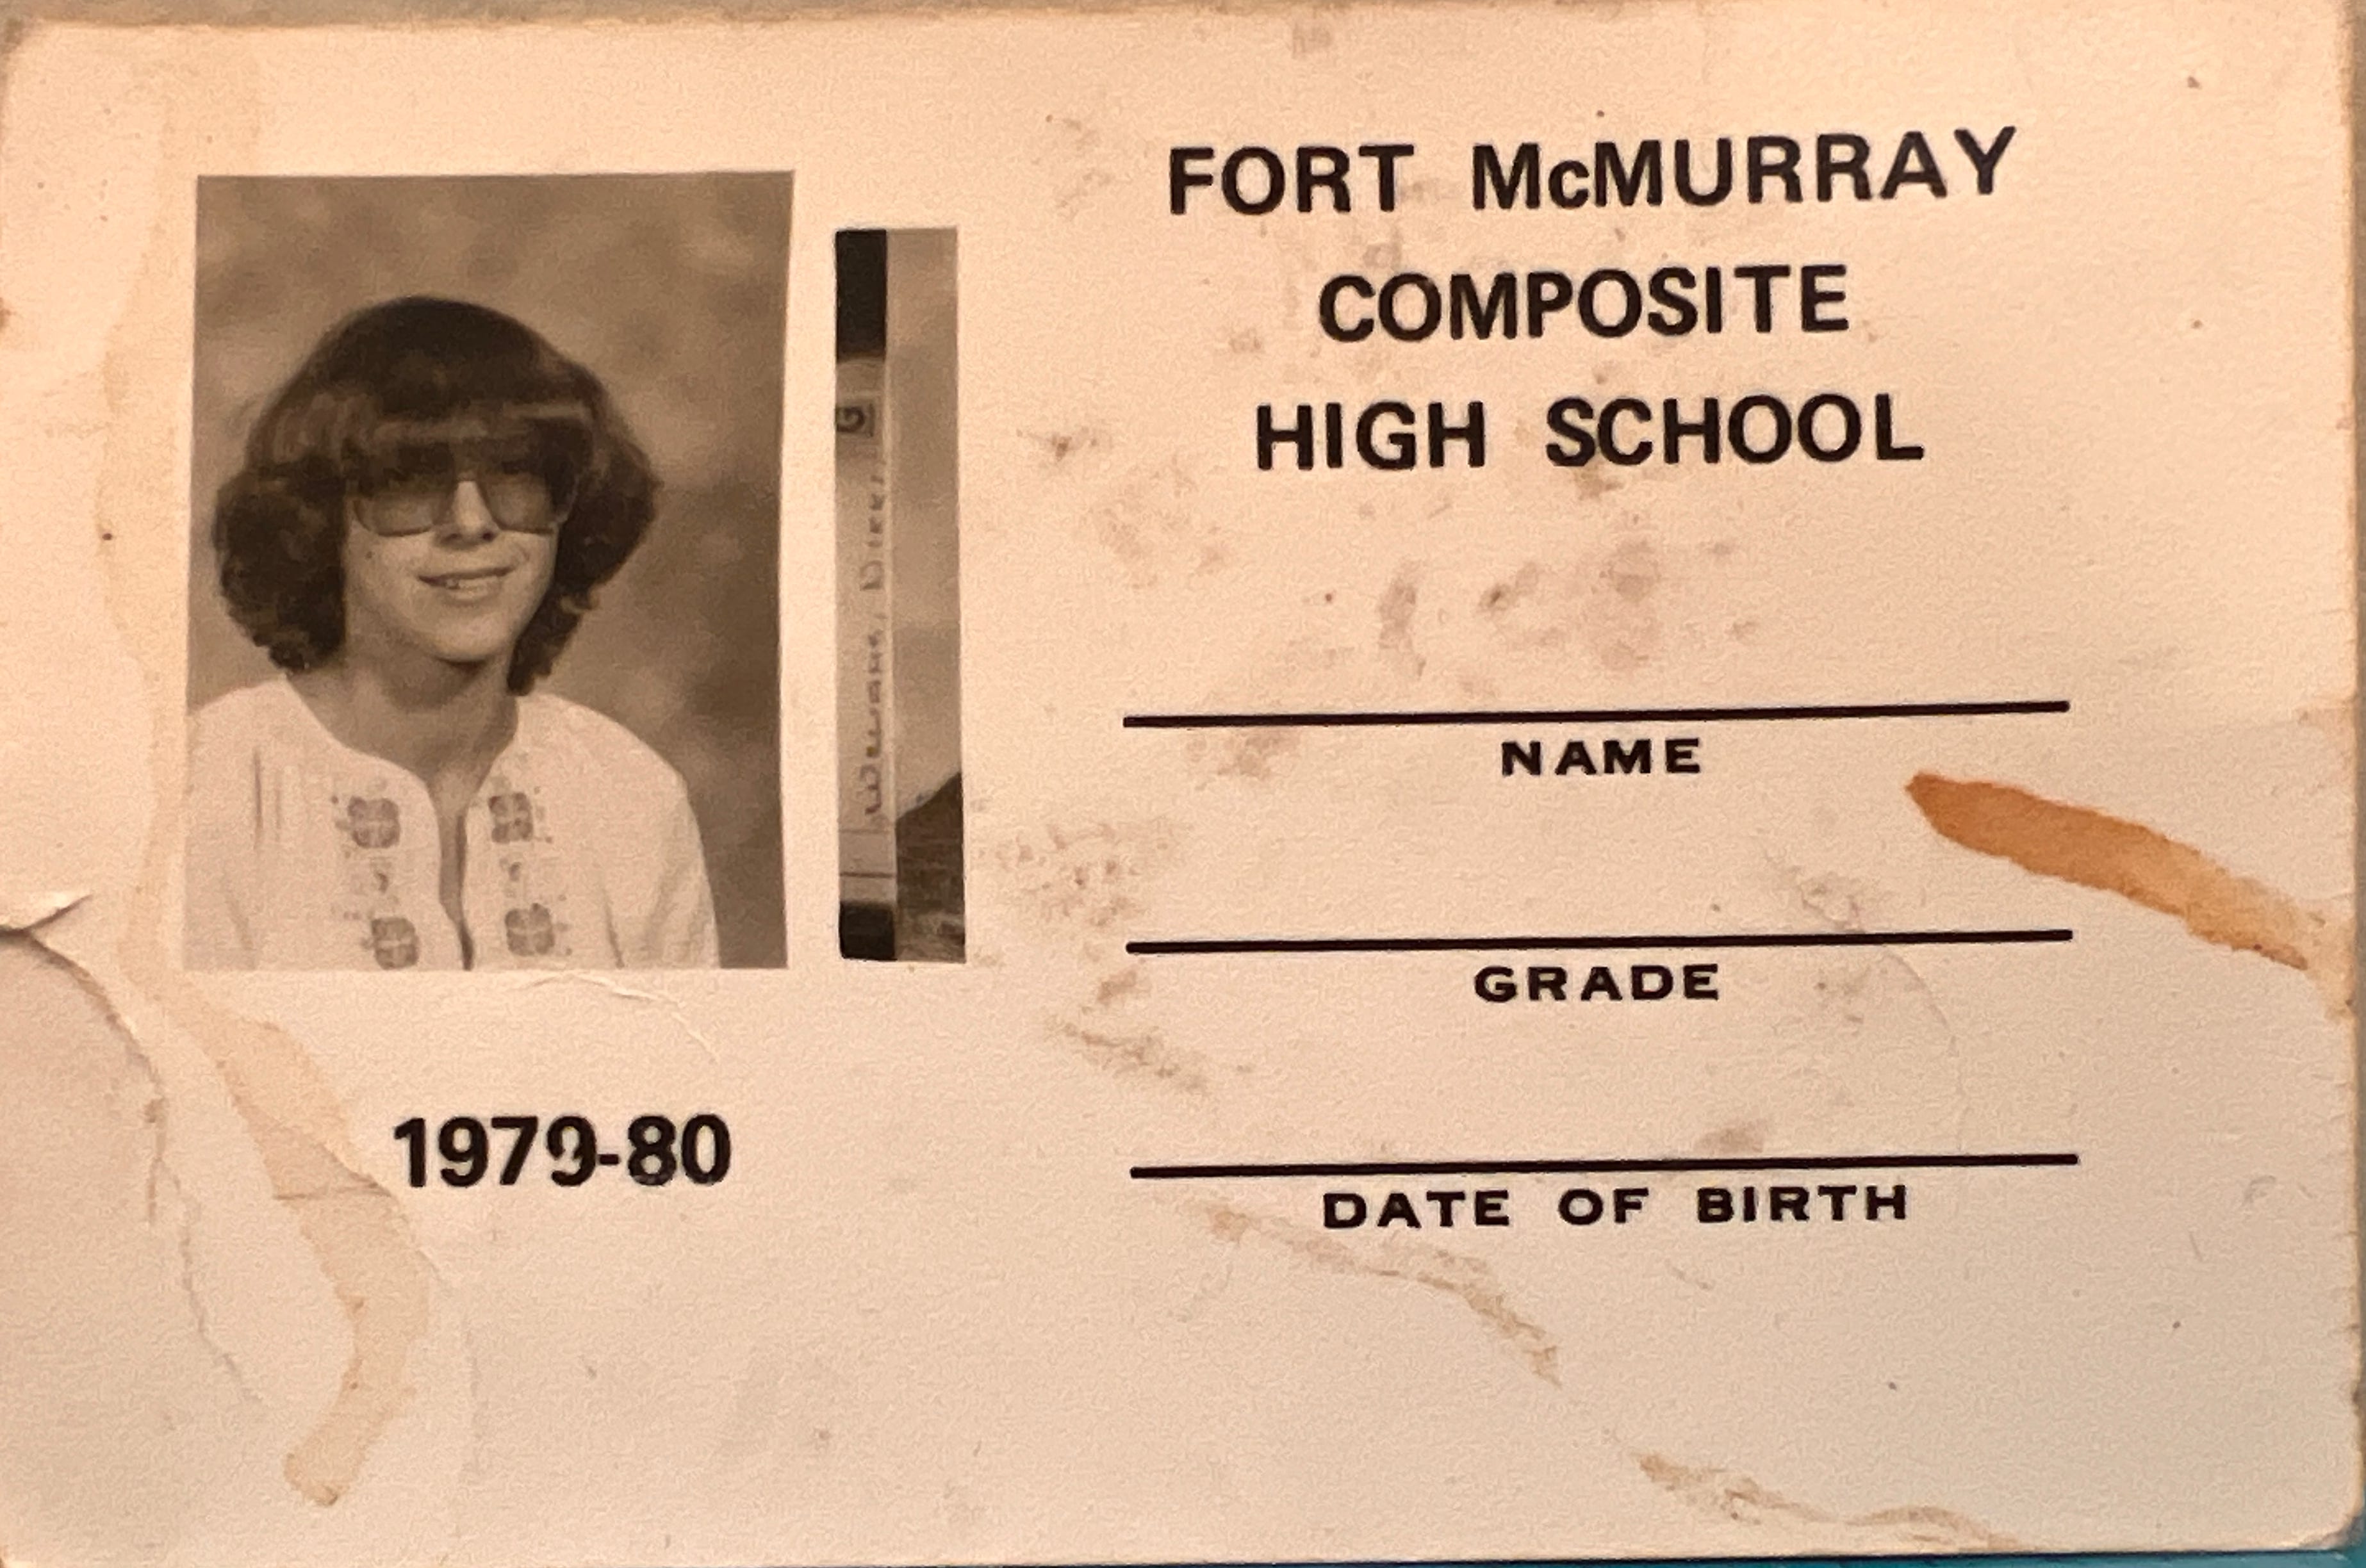 FORT McMURRAY
COMPOSITE
HIGH SCHOOL
G
NAME
GRADE
DATE OF BIRTH
1979-80